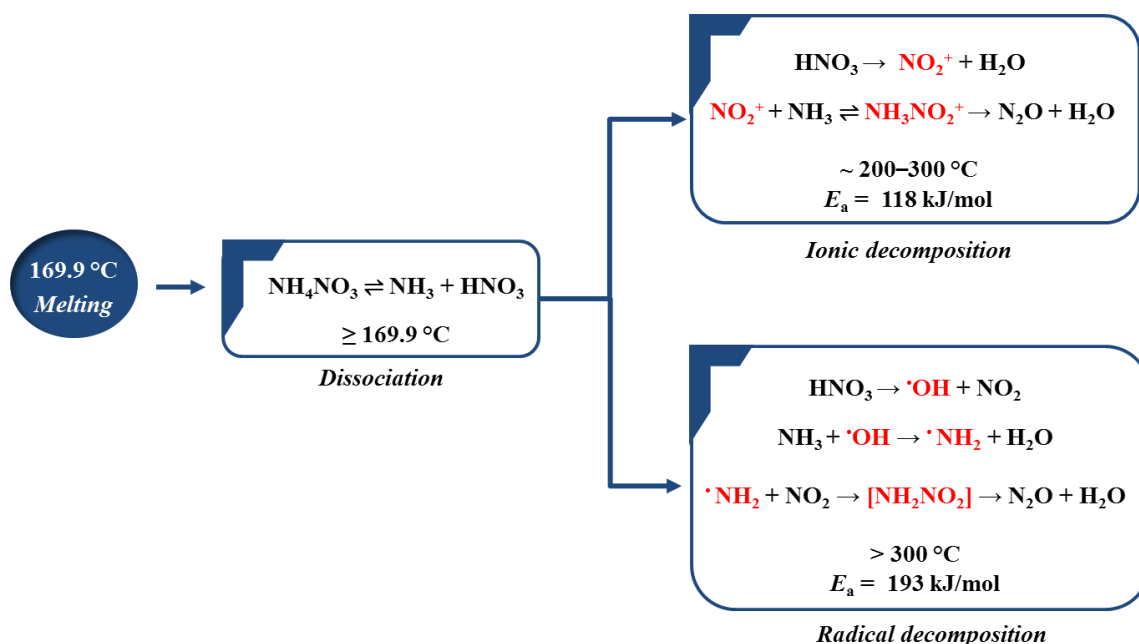 169.9 °C
Melting
NH₄NO₃ ⇌ NH₃ + HNO₃
≥ 169.9 °C
Dissociation
HNO₃ → NO₂⁺ + H₂O
NO₂⁺ + NH₃ ⇌ NH₃NO₂⁺ → N₂O + H₂O
~ 200–300 °C
Eₐ = 118 kJ/mol
Ionic decomposition
HNO₃ → ˙OH + NO₂
NH₃ + ˙OH → ˙NH₂ + H₂O
˙NH₂ + NO₂ → [NH₂NO₂] → N₂O + H₂O
> 300 °C
Eₐ = 193 kJ/mol
Radical decomposition